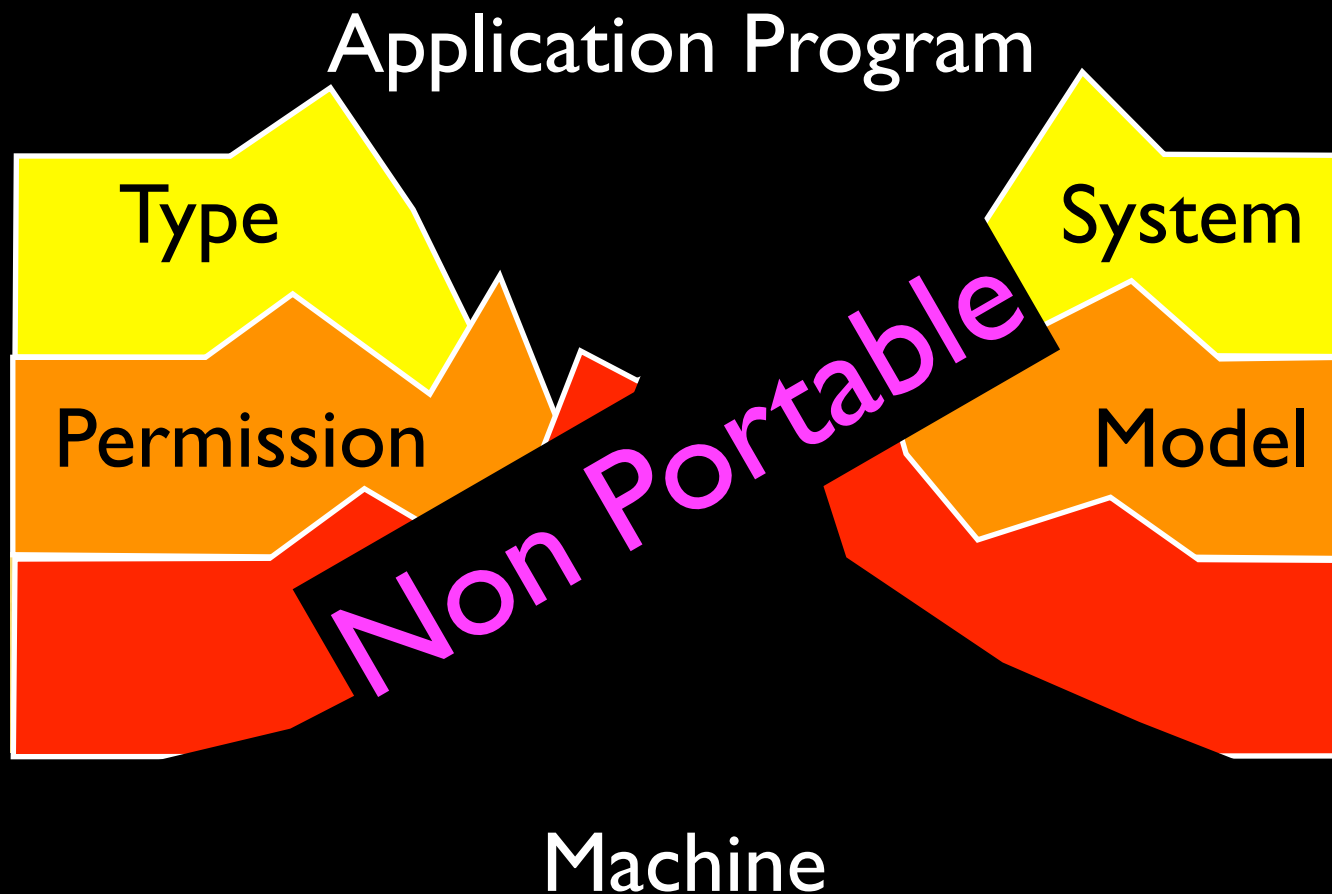 Application Program
Type System
Permission Model
Non Portable
Machine